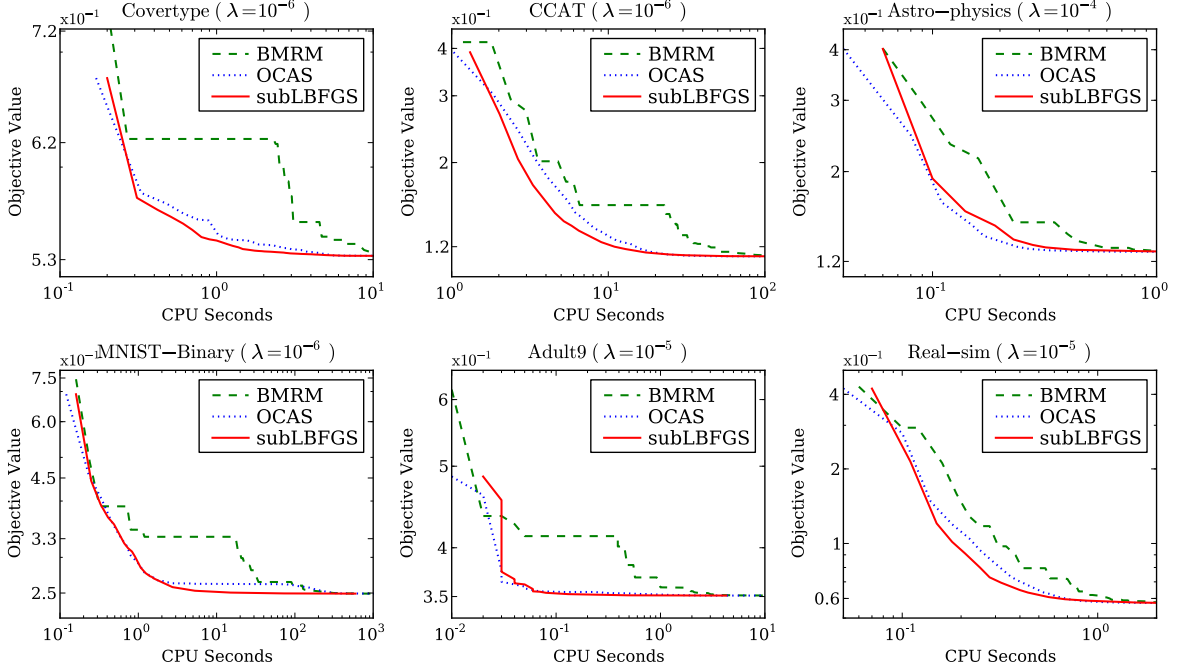 Covertype ( λ=10⁻⁶ )
x10⁻¹
7.2
6.2
5.3
Objective Value
BMRM
OCAS
subLBFGS
10⁻¹ 10⁰ 10¹
CPU Seconds
CCAT ( λ=10⁻⁶ )
x10⁻¹
4
3
2
1.2
Objective Value
BMRM
OCAS
subLBFGS
10⁰ 10¹ 10²
CPU Seconds
Astro−physics ( λ=10⁻⁴ )
x10⁻¹
4
3
2
1.2
Objective Value
BMRM
OCAS
subLBFGS
10⁻¹ 10⁰
CPU Seconds
MNIST−Binary ( λ=10⁻⁶ )
x10⁻¹
7.5
6.0
4.5
3.3
2.5
Objective Value
BMRM
OCAS
subLBFGS
10⁻¹ 10⁰ 10¹ 10² 10³
CPU Seconds
Adult9 ( λ=10⁻⁵ )
x10⁻¹
6
5
4
3.5
Objective Value
BMRM
OCAS
subLBFGS
10⁻² 10⁻¹ 10⁰ 10¹
CPU Seconds
Real−sim ( λ=10⁻⁵ )
x10⁻¹
4
3
2
1
0.6
Objective Value
BMRM
OCAS
subLBFGS
10⁻¹ 10⁰
CPU Seconds